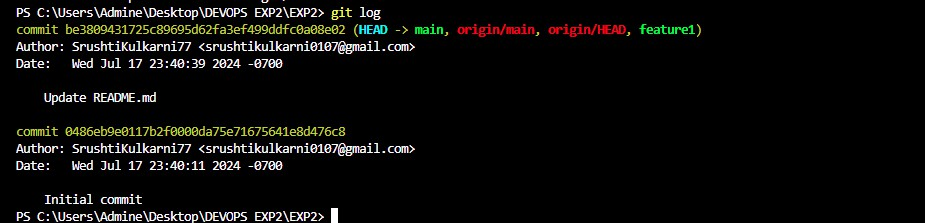 PS C:\Users\Admine\Desktop\DEVOPS EXP2\EXP2> git log
commit be3809431725c89695d62fa3ef499ddfc0a08e02 (HEAD -> main, origin/main, origin/HEAD, feature1)
Author: SrushtiKulkarni77 <srushtikulkarni0107@gmail.com>
Date:   Wed Jul 17 23:40:39 2024 -0700
    Update README.md
commit 0486eb9e0117b2f0000da75e71675641e8d476c8
Author: SrushtiKulkarni77 <srushtikulkarni0107@gmail.com>
Date:   Wed Jul 17 23:40:11 2024 -0700
    Initial commit
PS C:\Users\Admine\Desktop\DEVOPS EXP2\EXP2>